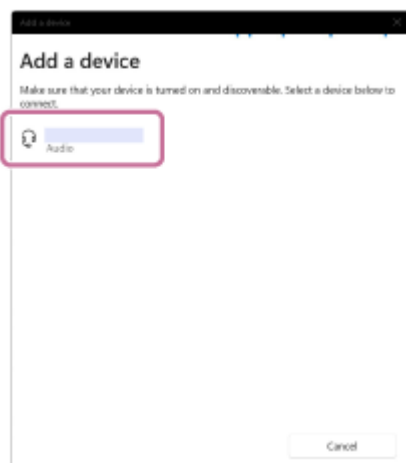 Add a device
Add a device
Make sure that your device is turned on and discoverable. Select a device below to
connect.
Audio
Cancel